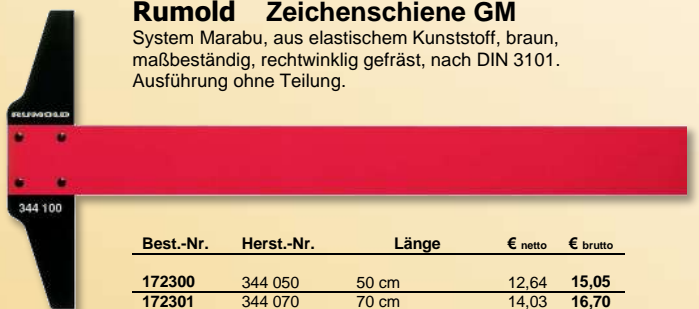 Rumold Zeichenschiene GM
System Marabu, aus elastischem Kunststoff, braun,
maßbeständig, rechtwinklig gefräst, nach DIN 3101.
Ausführung ohne Teilung.
RUMOLD
344 100
Best.-Nr. Herst.-Nr. Länge € netto € brutto
172300 344 050 50 cm 12,64 15,05
172301 344 070 70 cm 14,03 16,70